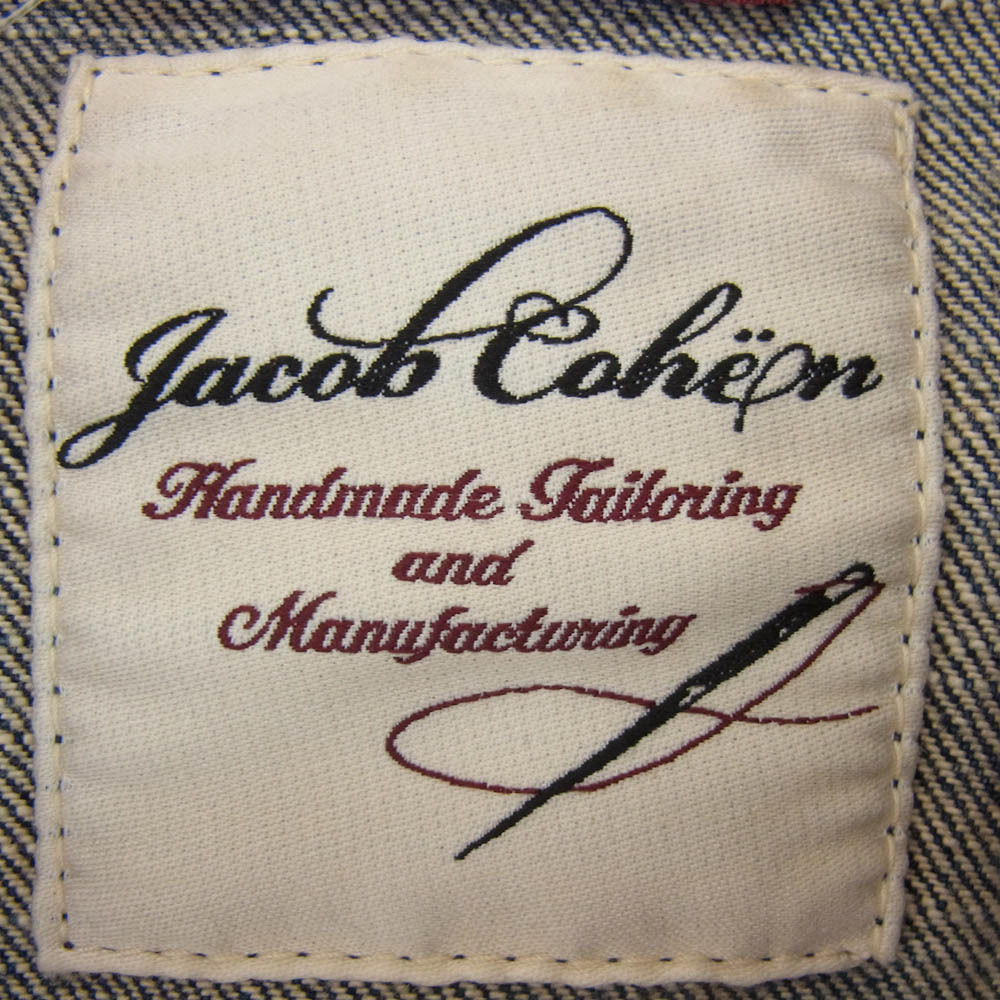 Jacob Cohën
Handmade Tailoring
and
Manufacturing